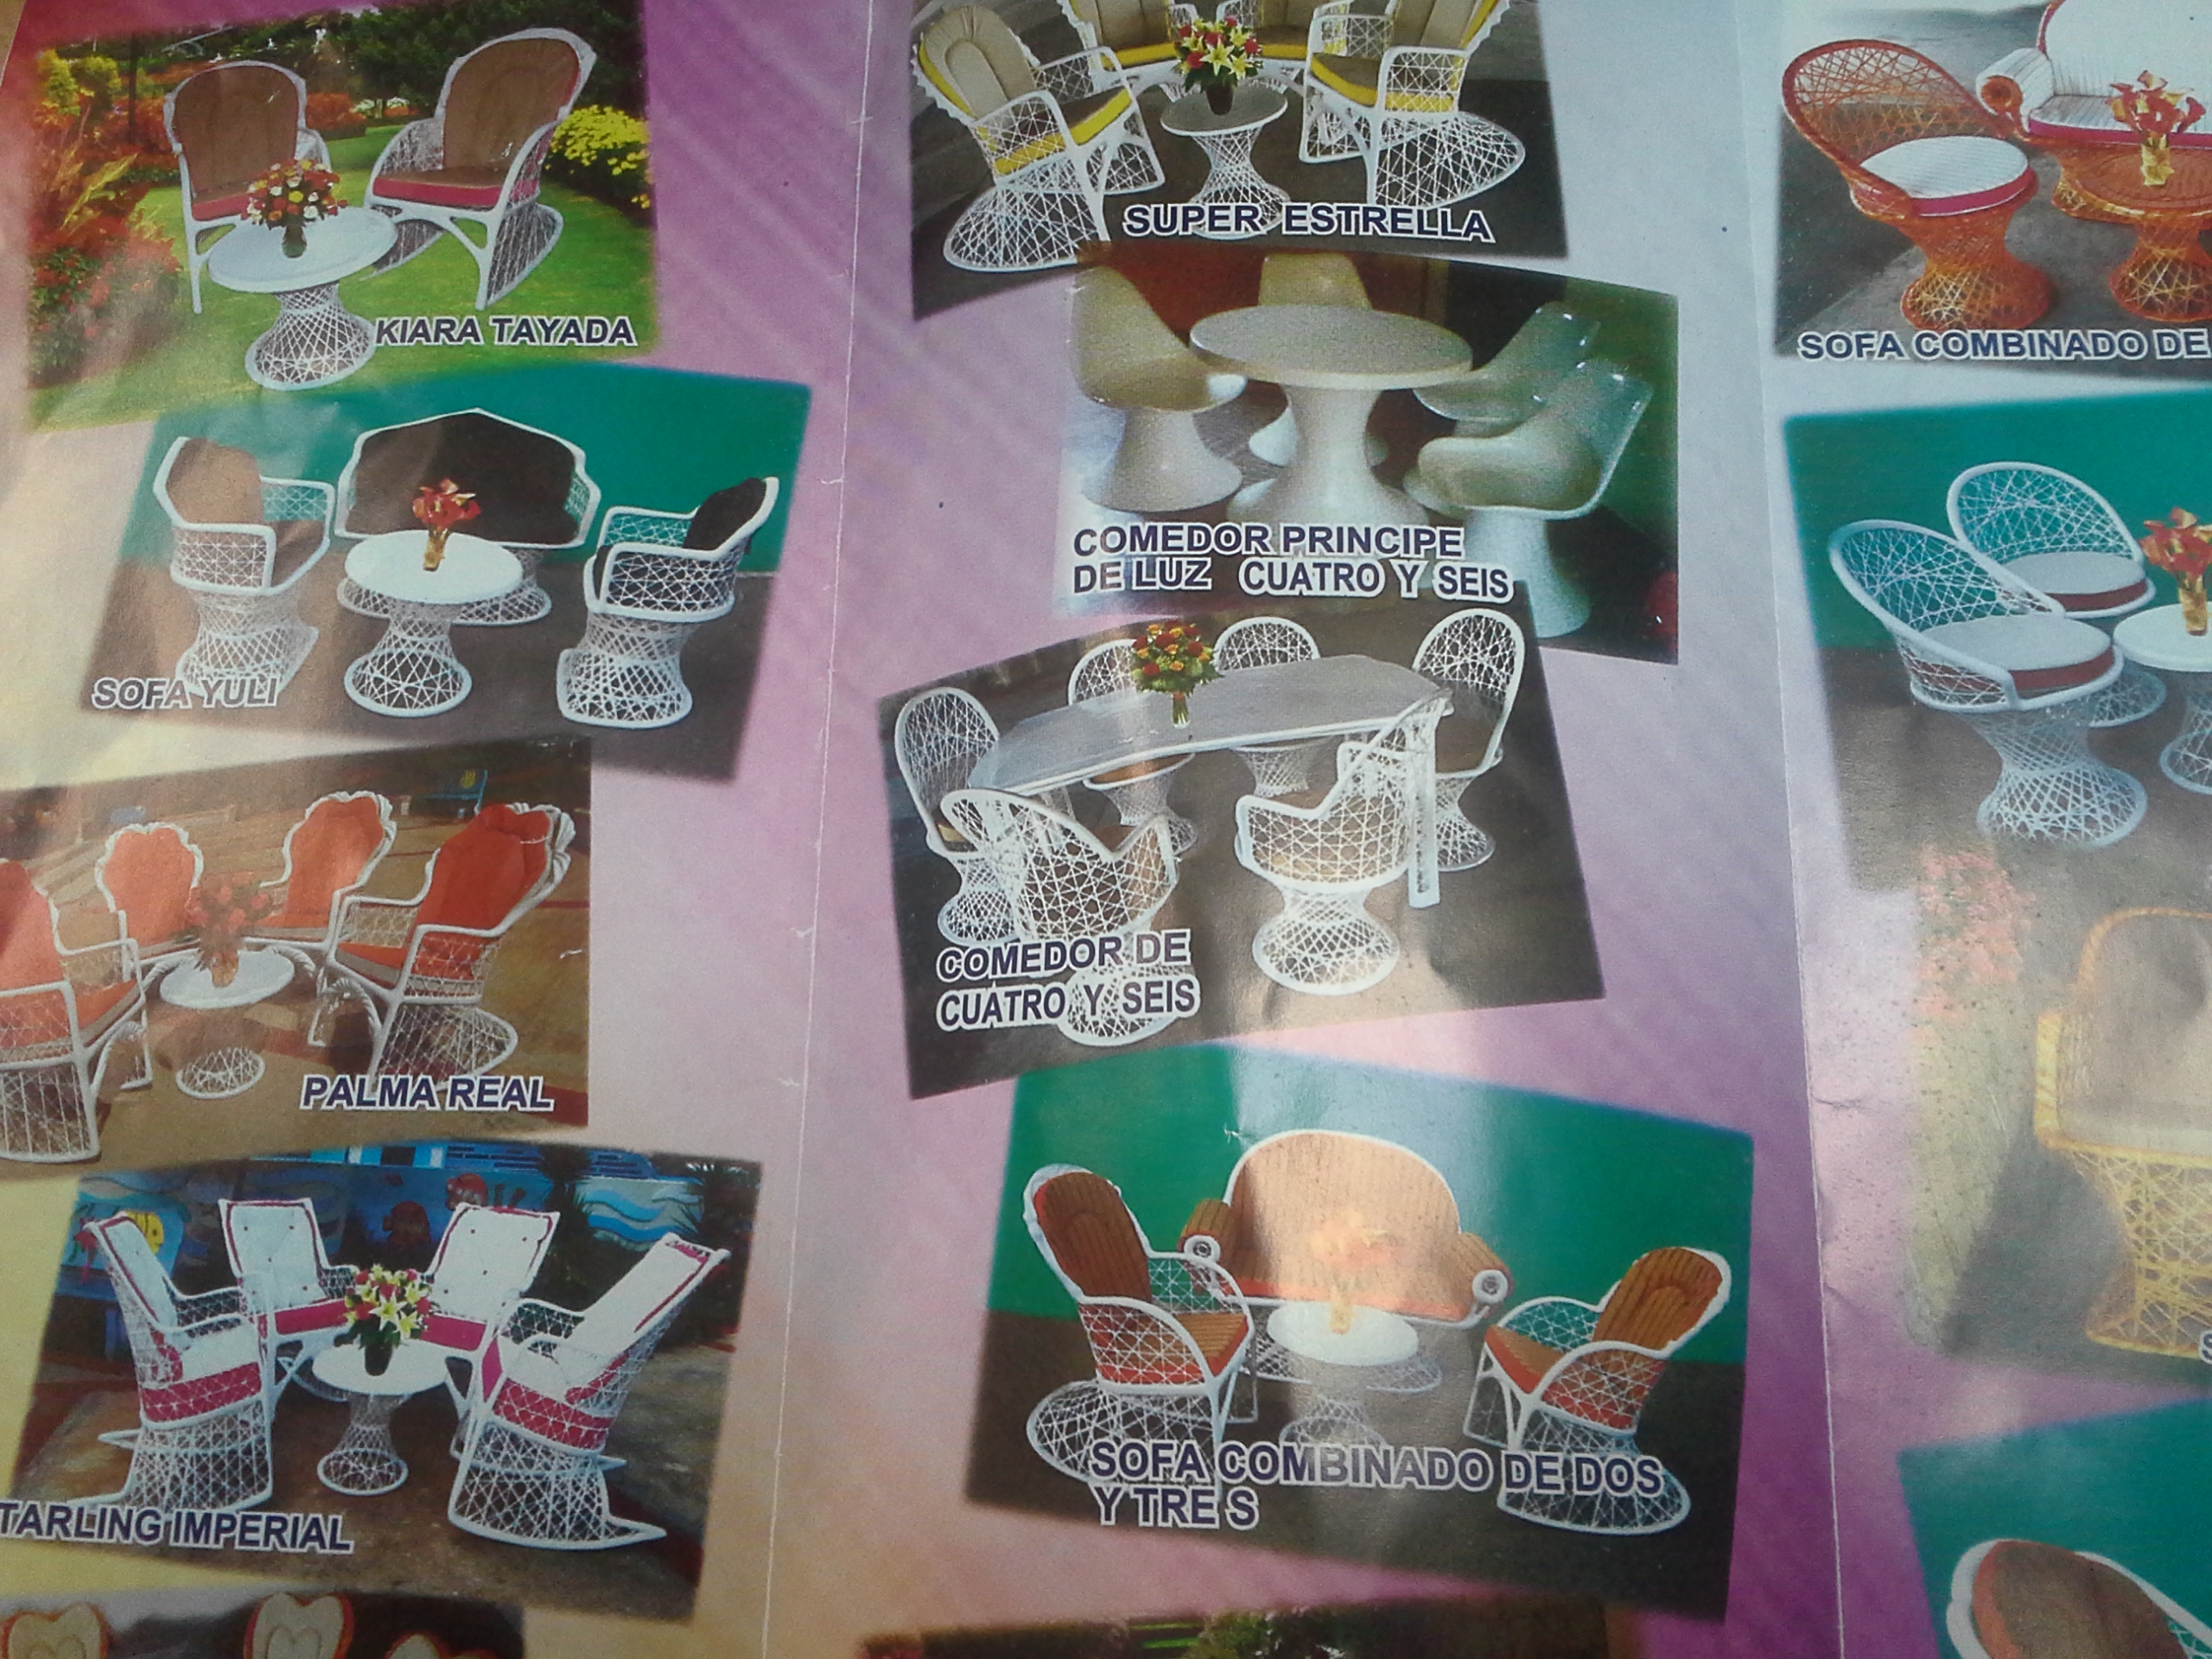 KIARA TAYADA
SOFA YULI
PALMA REAL
TARLING IMPERIAL
SUPER ESTRELLA
COMEDOR PRINCIPE
DE LUZ CUATRO Y SEIS
COMEDOR DE
CUATRO Y SEIS
SOFA COMBINADO DE DOS
Y TRE S
SOFA COMBINADO DE